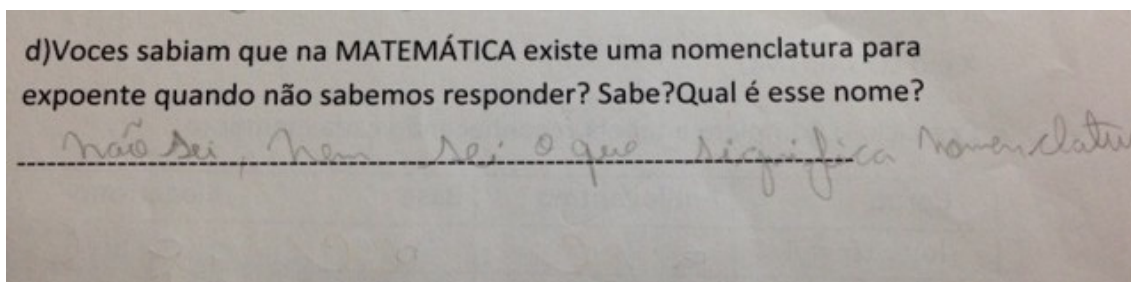 d)Voces sabiam que na MATEMÁTICA existe uma nomenclatura para
expoente quando não sabemos responder? Sabe?Qual é esse nome?
não sei, nem sei o que significa nomenclatu